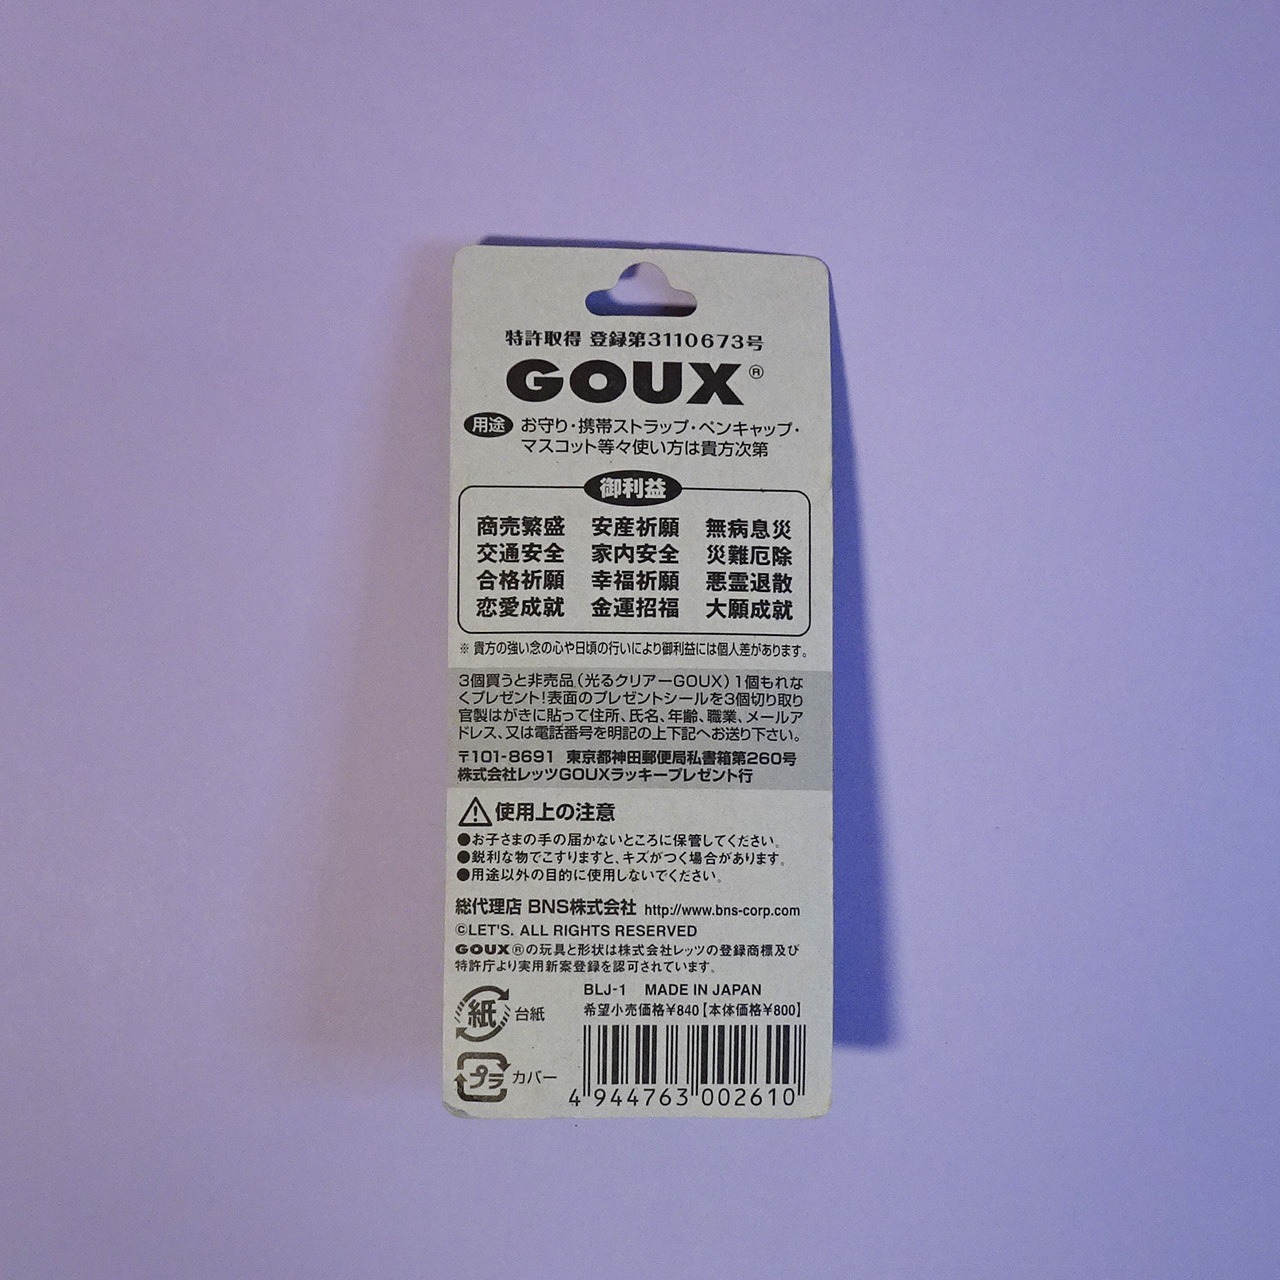 特許取得 登録第3110673号
GOUX®
用途 お守り・携帯ストラップ・ペンキャップ・
マスコット等々使い方は貴方次第
御利益
商売繁盛 安産祈願 無病息災
交通安全 家内安全 災難厄除
合格祈願 幸福祈願 悪霊退散
恋愛成就 金運招福 大願成就
※ 貴方の強い念の心や日頃の行いにより御利益には個人差があります。
3個買うと非売品(光るクリアーGOUX)1個もれな
くプレゼント!表面のプレゼントシールを3個切り取り
官製はがきに貼って住所、氏名、年齢、職業、メールア
ドレス、又は電話番号を明記の上下記へお送り下さい。
〒101-8691 東京都神田郵便局私書箱第260号
株式会社レッツGOUXラッキープレゼント行
使用上の注意
●お子さまの手の届かないところに保管してください。
●鋭利な物でこすりますと、キズがつく場合があります。
●用途以外の目的に使用しないでください。
総代理店 BNS株式会社 http://www.bns-corp.com
©LET'S. ALL RIGHTS RESERVED
GOUX®の玩具と形状は株式会社レッツの登録商標及び
特許庁より実用新案登録を認可されています。
BLJ-1 MADE IN JAPAN
希望小売価格¥840【本体価格¥800】
紙 台紙
プラ カバー
4 944763 002610